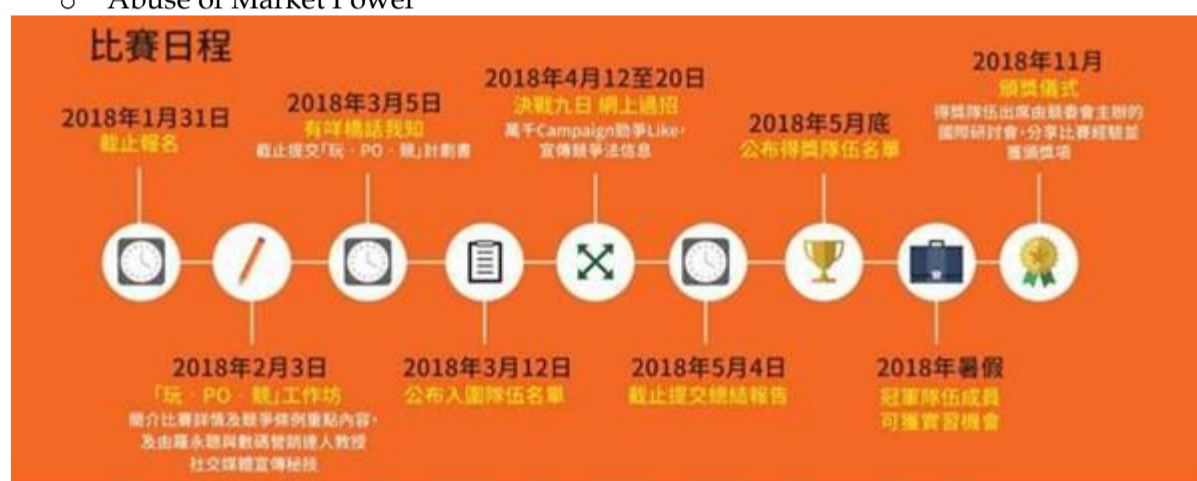 ○ Abuse of Market Power
比賽日程
2018年1月31日
截止報名
2018年2月3日
「玩‧PO‧競」工作坊
簡介比賽詳情及競爭條例重點內容，
及由羅永聰與數碼營銷達人教授
社交媒體宣傳秘技
2018年3月5日
有咩橋話我知
截止提交「玩‧PO‧競」計劃書
2018年3月12日
公布入圍隊伍名單
2018年4月12至20日
決戰九日 網上過招
萬千Campaign勁爭Like，
宣傳競爭法信息
2018年5月4日
截止提交總結報告
2018年5月底
公布得獎隊伍名單
2018年暑假
冠軍隊伍成員
可獲實習機會
2018年11月
頒獎儀式
得獎隊伍出席由競委會主辦的
國際研討會，分享比賽經驗並
獲頒獎項